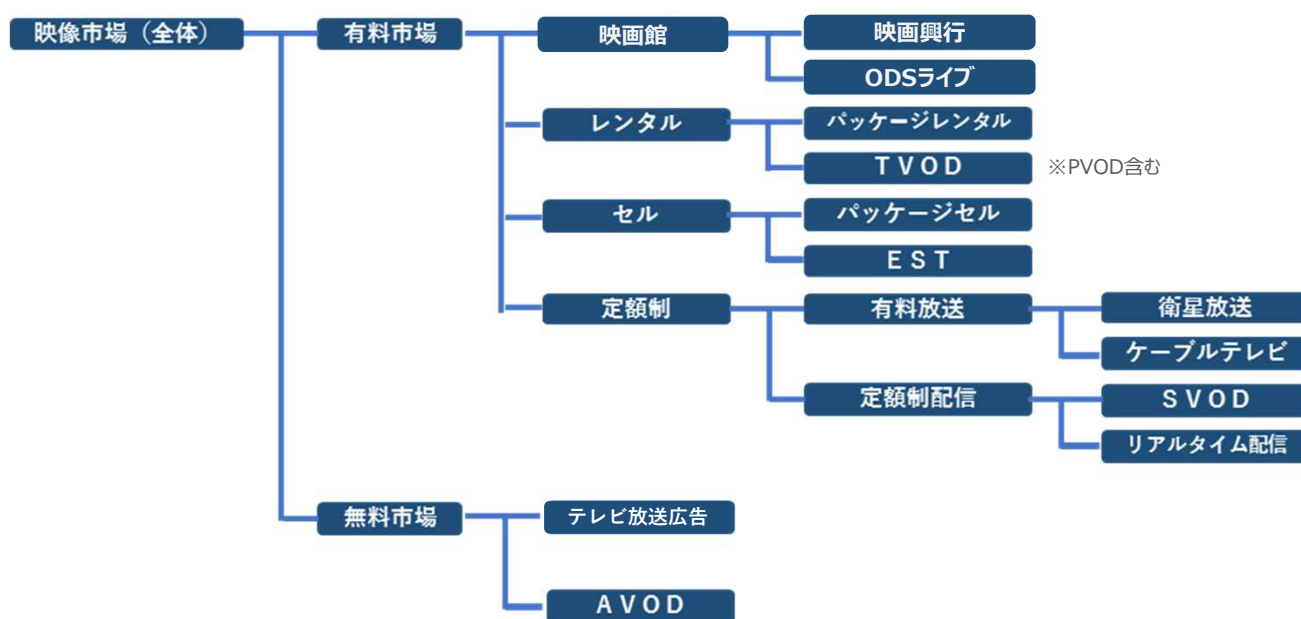 映像市場（全体）
有料市場
映画館
映画興行
ODSライブ
レンタル
パッケージレンタル
ＴＶＯＤ
※PVOD含む
セル
パッケージセル
ＥＳＴ
定額制
有料放送
衛星放送
ケーブルテレビ
定額制配信
ＳＶＯＤ
リアルタイム配信
無料市場
テレビ放送広告
ＡＶＯＤ